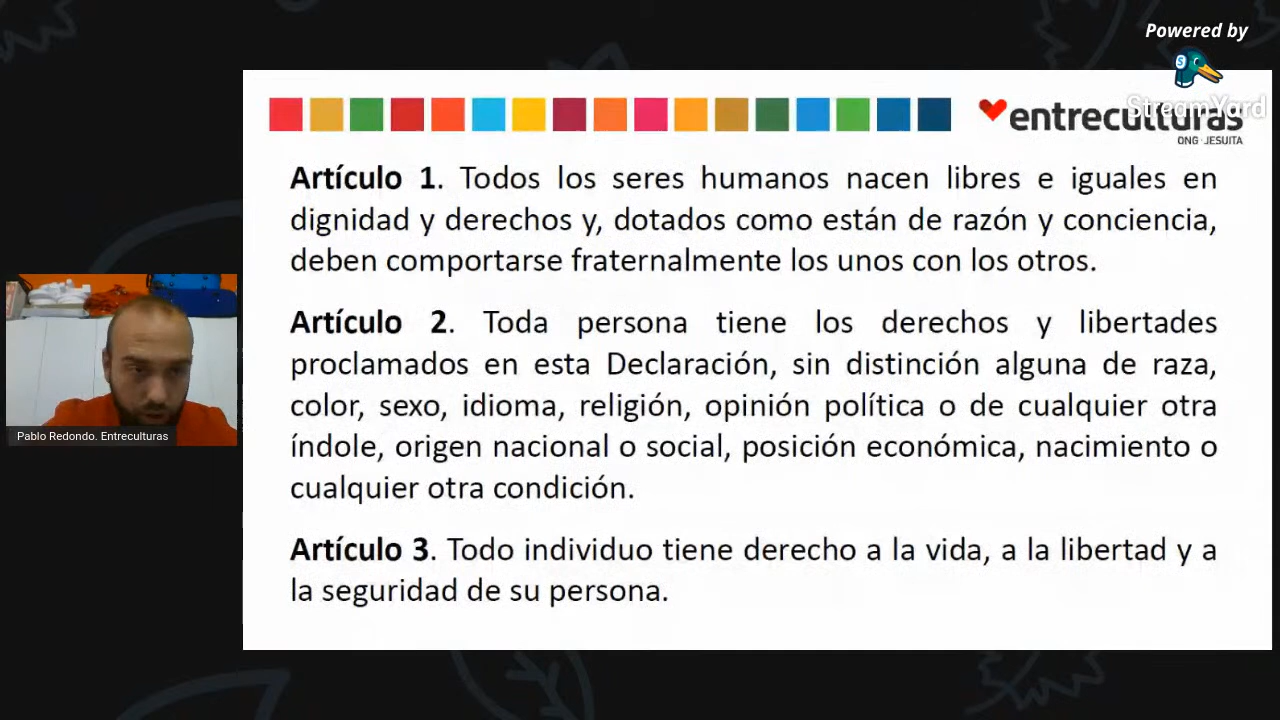 Powered by
StreamYard
entreculturas
ONG · JESUITA
Artículo 1. Todos los seres humanos nacen libres e iguales en
dignidad y derechos y, dotados como están de razón y conciencia,
deben comportarse fraternalmente los unos con los otros.
Artículo 2. Toda persona tiene los derechos y libertades
proclamados en esta Declaración, sin distinción alguna de raza,
color, sexo, idioma, religión, opinión política o de cualquier otra
índole, origen nacional o social, posición económica, nacimiento o
cualquier otra condición.
Artículo 3. Todo individuo tiene derecho a la vida, a la libertad y a
la seguridad de su persona.
Pablo Redondo. Entreculturas